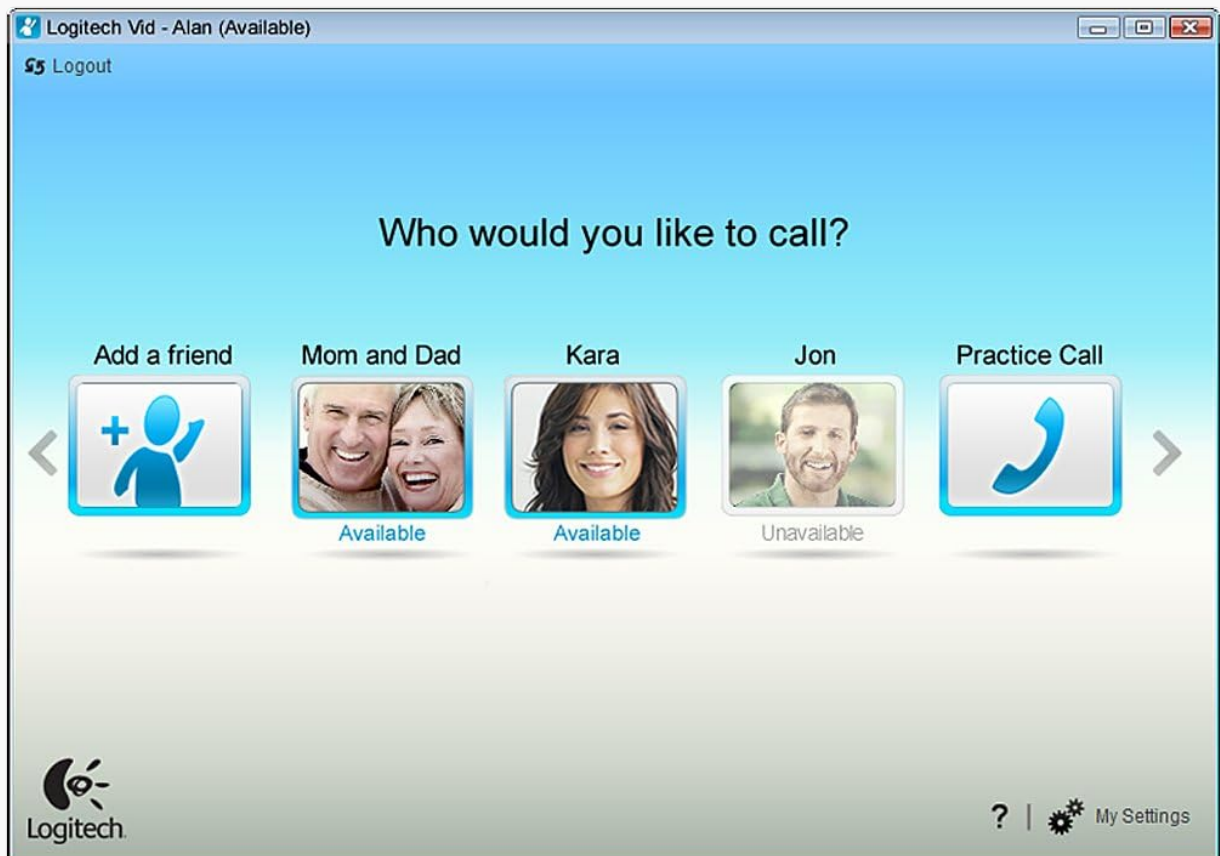 Logitech Vid - Alan (Available)
Logout
Who would you like to call?
Add a friend
Mom and Dad
Kara
Jon
Practice Call
Available
Available
Unavailable
Logitech
? | My Settings